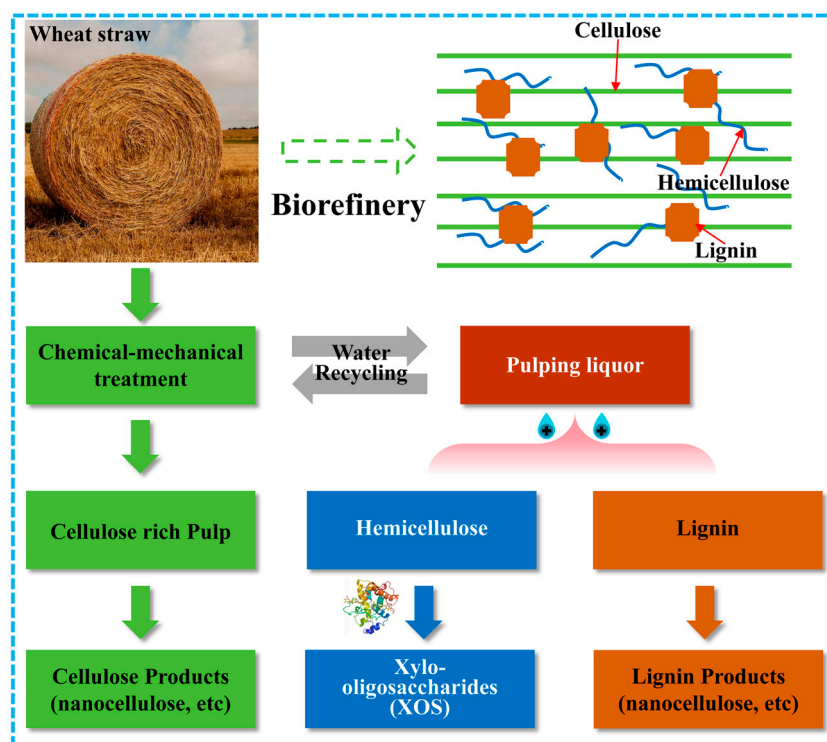 Wheat straw
Cellulose
Hemicellulose
Lignin
Biorefinery
Chemical-mechanical
treatment
Water
Recycling
Pulping liquor
Cellulose rich Pulp
Hemicellulose
Lignin
Cellulose Products
(nanocellulose, etc)
Xylo-
oligosaccharides
(XOS)
Lignin Products
(nanocellulose, etc)